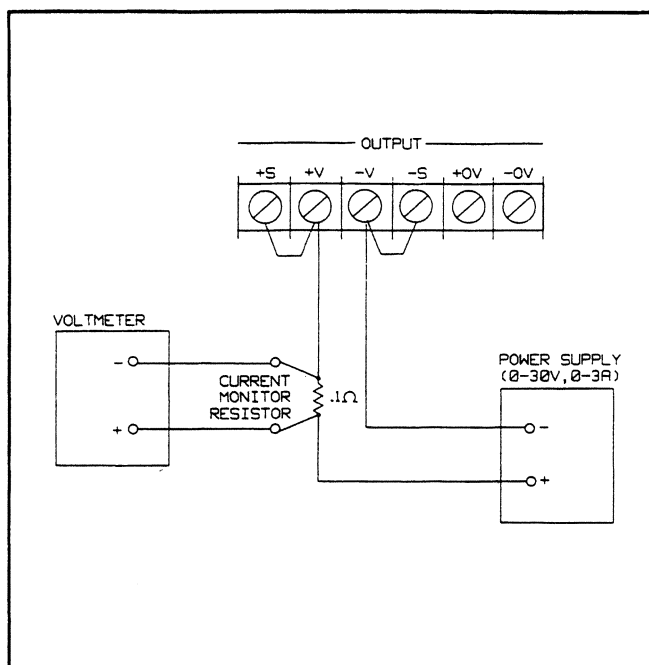 OUTPUT
+S +V -V -S +OV -OV
VOLTMETER
-
+
CURRENT
MONITOR
RESISTOR
.1Ω
POWER SUPPLY
(0-30V,0-3A)
-
+